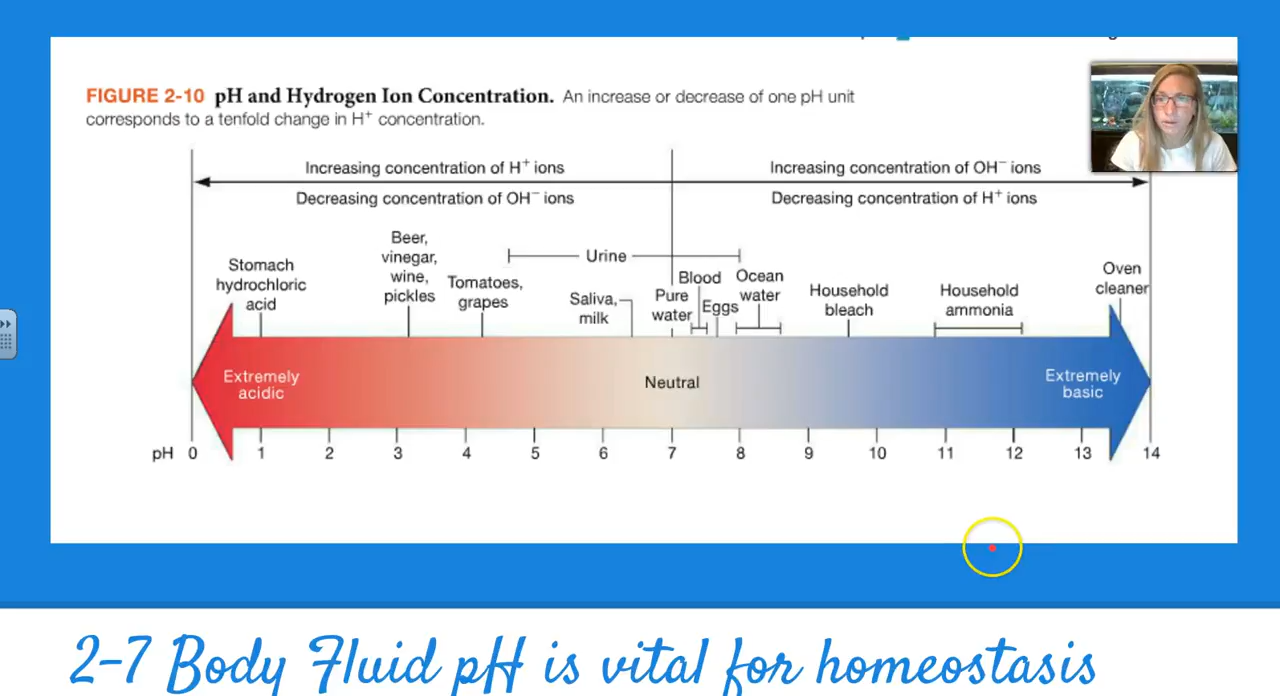 FIGURE 2-10 pH and Hydrogen Ion Concentration. An increase or decrease of one pH unit
corresponds to a tenfold change in H⁺ concentration.
Increasing concentration of H⁺ ions
Increasing concentration of OH⁻ ions
Decreasing concentration of OH⁻ ions
Decreasing concentration of H⁺ ions
Stomach
hydrochloric
acid
Beer,
vinegar,
wine,
pickles
Tomatoes,
grapes
Urine
Saliva,
milk
Pure
water
Blood
Eggs
Ocean
water
Household
bleach
Household
ammonia
Oven
cleaner
Extremely
acidic
Neutral
Extremely
basic
pH 0 1 2 3 4 5 6 7 8 9 10 11 12 13 14
2-7 Body Fluid pH is vital for homeostasis